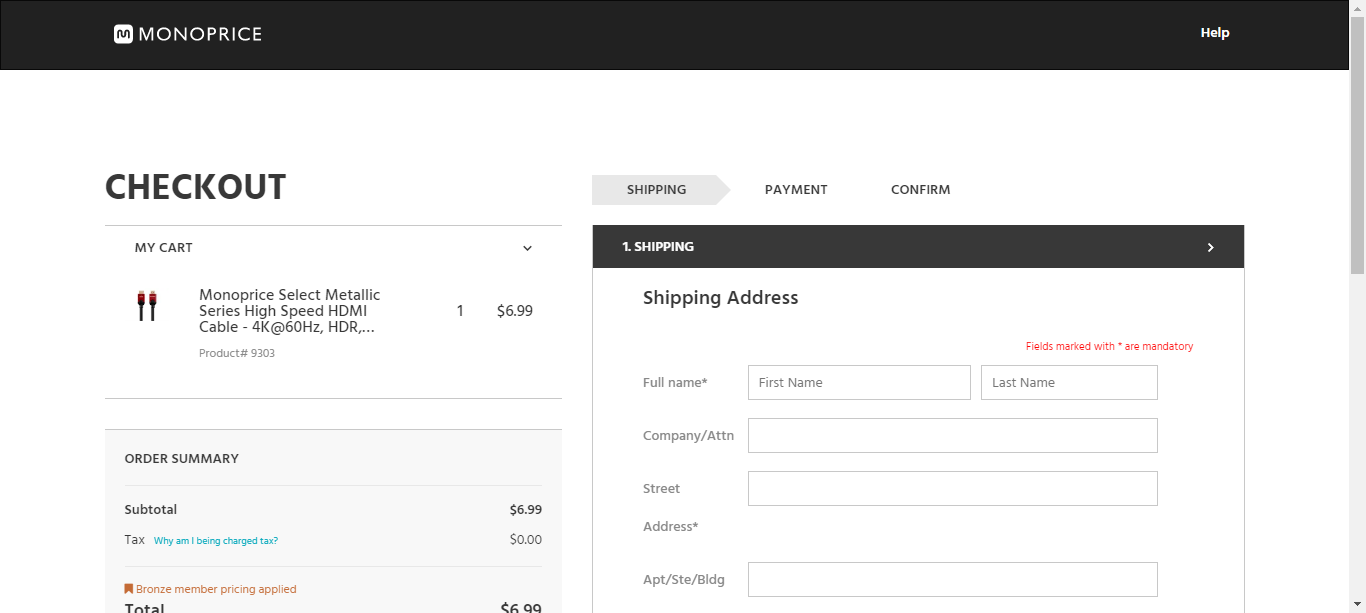 MONOPRICE
Help
CHECKOUT
SHIPPING PAYMENT CONFIRM
MY CART
Monoprice Select Metallic
Series High Speed HDMI
Cable - 4K@60Hz, HDR,...
1 $6.99
Product# 9303
ORDER SUMMARY
Subtotal $6.99
Tax Why am I being charged tax? $0.00
Bronze member pricing applied
Total $6.99
1. SHIPPING
Shipping Address
Fields marked with * are mandatory
Full name* First Name Last Name
Company/Attn
Street
Address*
Apt/Ste/Bldg